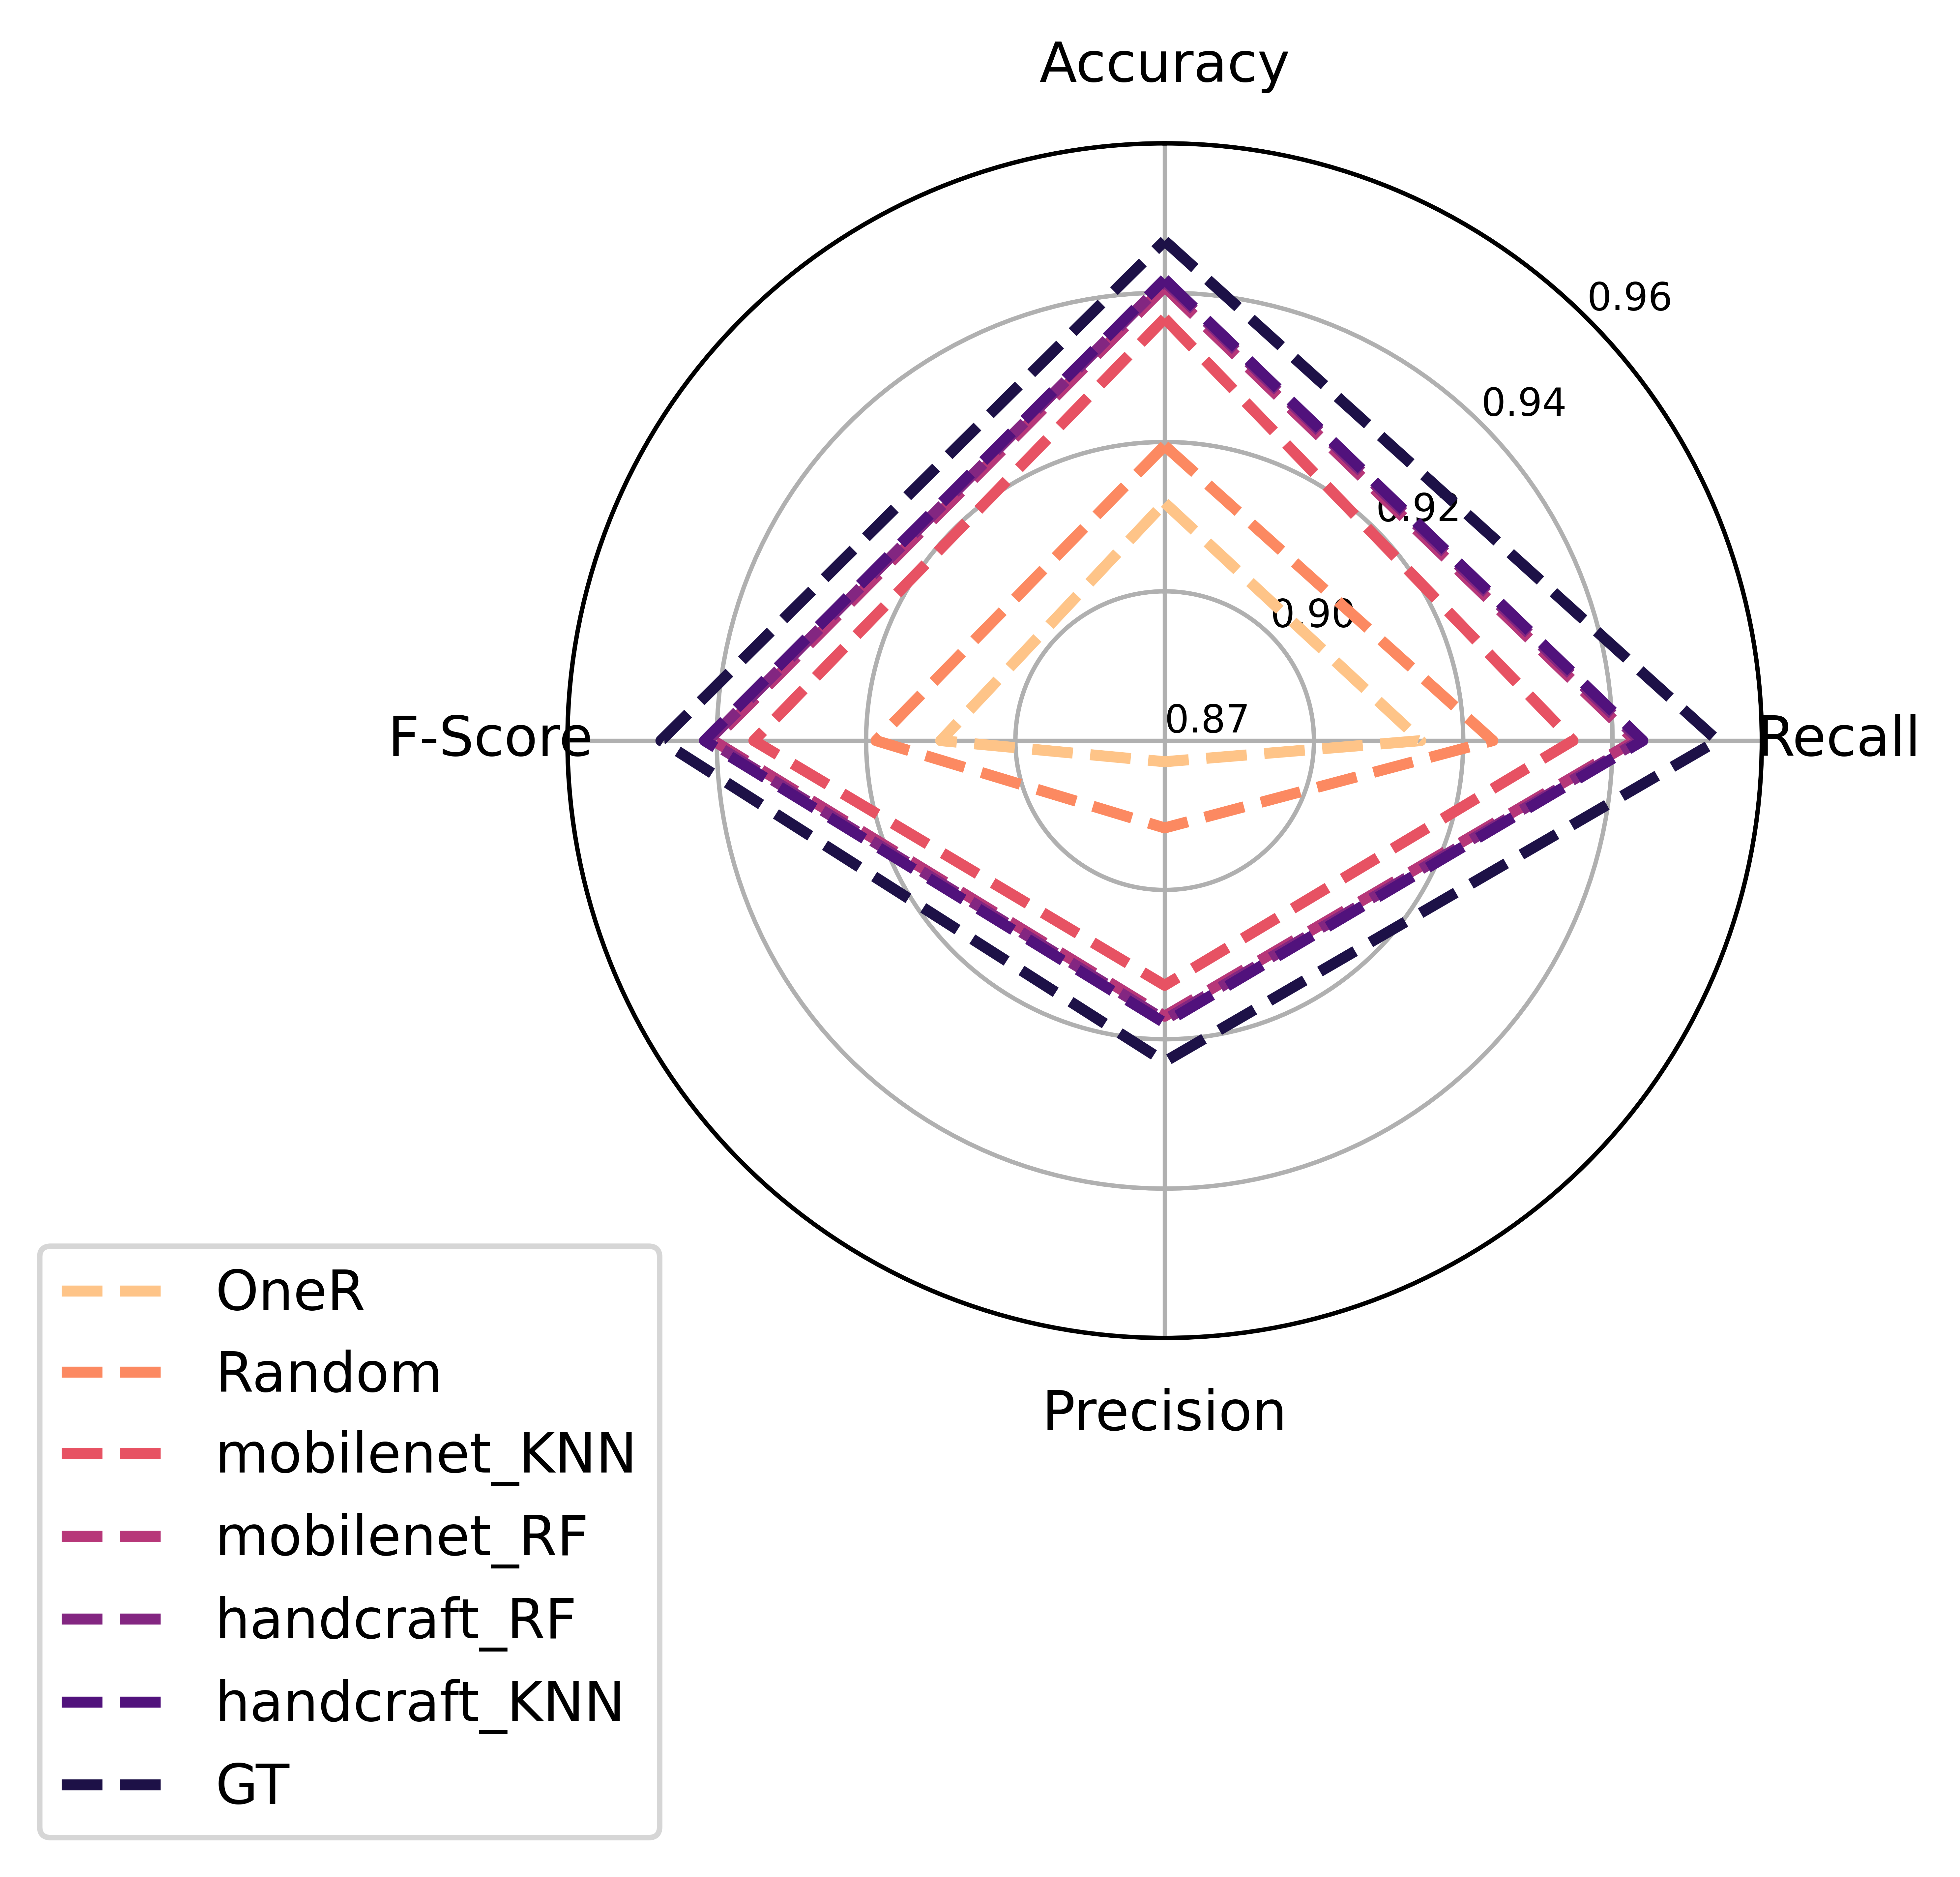 Accuracy
0.96
0.94
0.92
0.90
0.87
F-Score
Recall
Precision
OneR
Random
mobilenet_KNN
mobilenet_RF
handcraft_RF
handcraft_KNN
GT